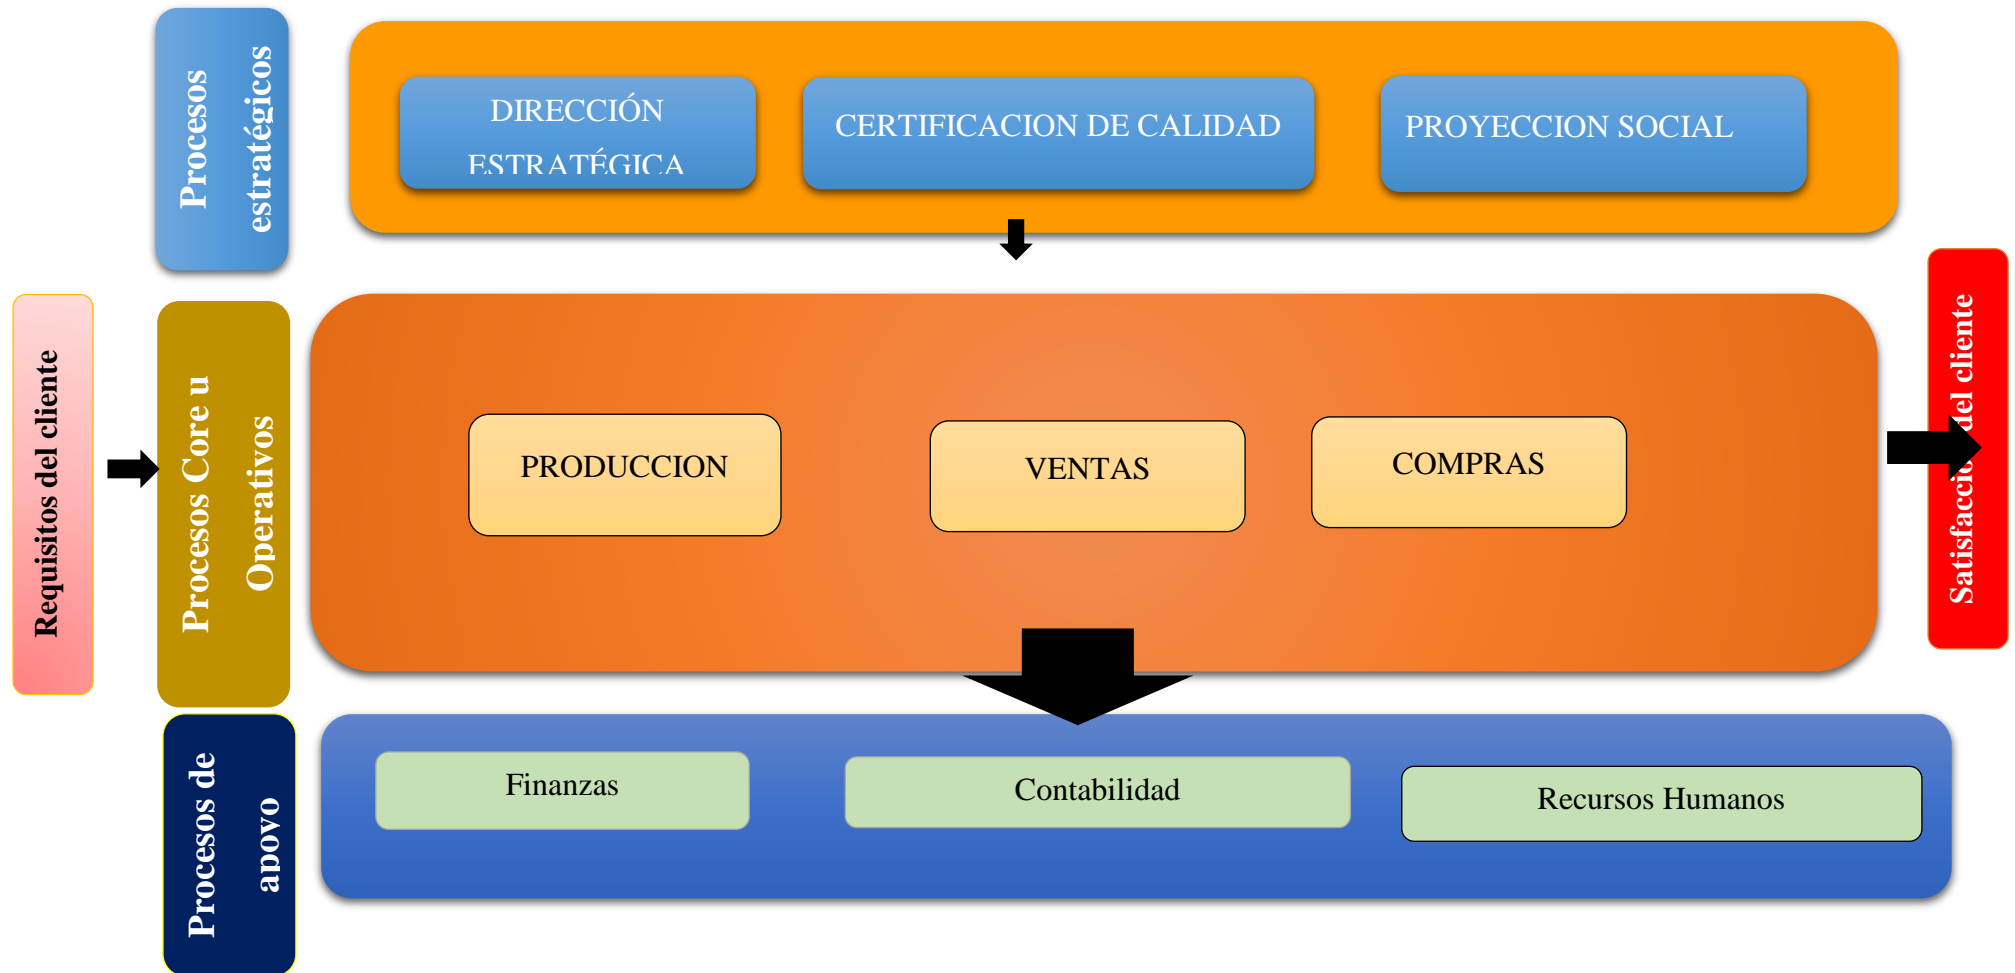 Procesos
estratégicos
DIRECCIÓN
ESTRATÉGICA
CERTIFICACION DE CALIDAD
PROYECCION SOCIAL
Requisitos del cliente
Procesos Core u
Operativos
PRODUCCION
VENTAS
COMPRAS
Satisfacción del cliente
Procesos de
apoyo
Finanzas
Contabilidad
Recursos Humanos